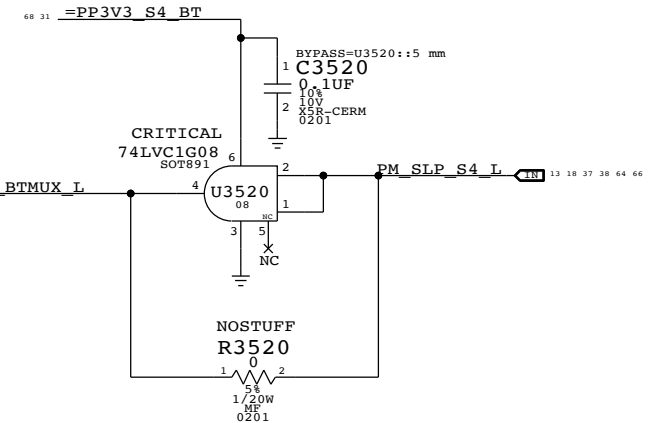 68 31 =PP3V3_S4_BT
BYPASS=U3520::5 mm
1 C3520
0.1UF
10%
10V
2 X5R-CERM
0201
CRITICAL
74LVC1G08
SOT891
6
2
PM_SLP_S4_L IN 13 18 37 38 64 66
_BTMUX_L
4
U3520
08
1
NC
3
5
NC
NOSTUFF
R3520
0
1 2
5%
1/20W
MF
0201